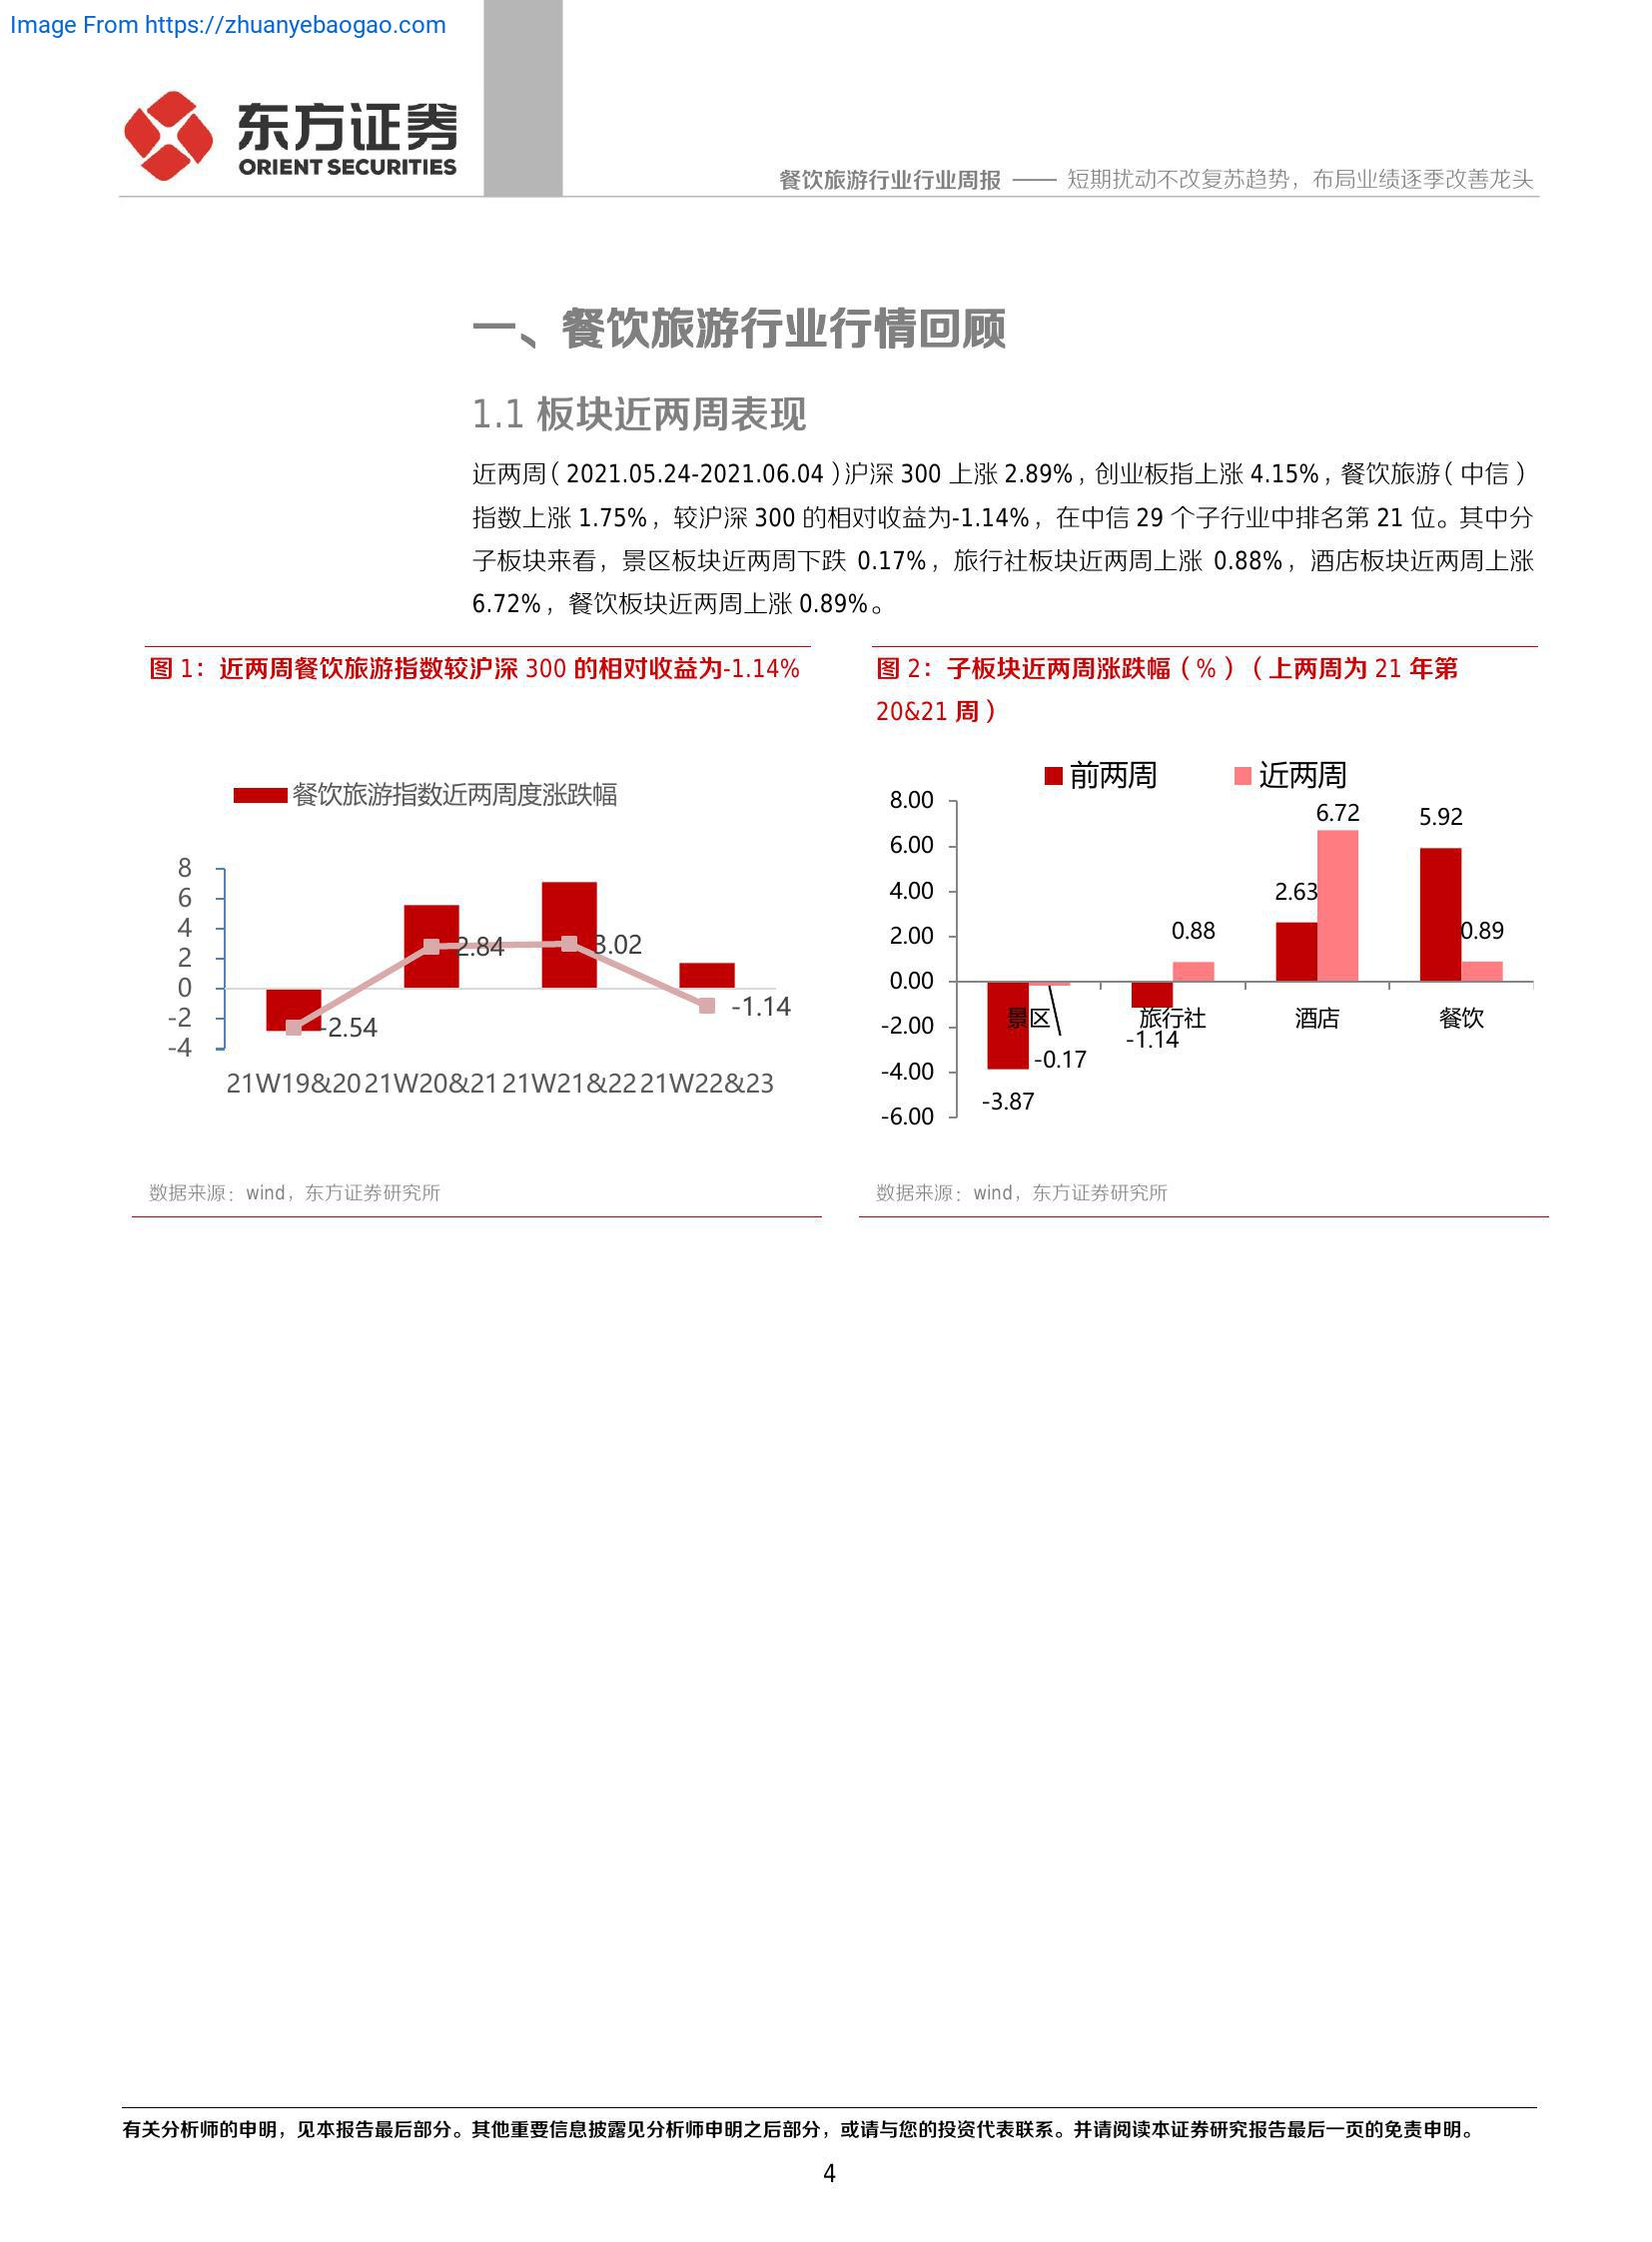 Image From https://zhuanyebaogao.com
东方证券
ORIENT SECURITIES
餐饮旅游行业行业周报 —— 短期扰动不改复苏趋势，布局业绩逐季改善龙头
一、餐饮旅游行业行情回顾
1.1 板块近两周表现
近两周（2021.05.24-2021.06.04）沪深 300 上涨 2.89%，创业板指上涨 4.15%，餐饮旅游（中信）
指数上涨 1.75%，较沪深 300 的相对收益为-1.14%，在中信 29 个子行业中排名第 21 位。其中分
子板块来看，景区板块近两周下跌 0.17%，旅行社板块近两周上涨 0.88%，酒店板块近两周上涨
6.72%，餐饮板块近两周上涨 0.89%。
图 1：近两周餐饮旅游指数较沪深 300 的相对收益为-1.14%
餐饮旅游指数近两周度涨跌幅
8
6
4
2
0
-2
-4
2.84
3.02
-1.14
-2.54
21W19&20 21W20&21 21W21&22 21W22&23
数据来源：wind，东方证券研究所
图 2：子板块近两周涨跌幅（%）（上两周为 21 年第
20&21 周）
前两周 近两周
8.00
6.00
4.00
2.00
0.00
-2.00
-4.00
-6.00
6.72
5.92
2.63
0.88
0.89
景区 旅行社 酒店 餐饮
-1.14
-0.17
-3.87
数据来源：wind，东方证券研究所
有关分析师的申明，见本报告最后部分。其他重要信息披露见分析师申明之后部分，或请与您的投资代表联系。并请阅读本证券研究报告最后一页的免责申明。
4